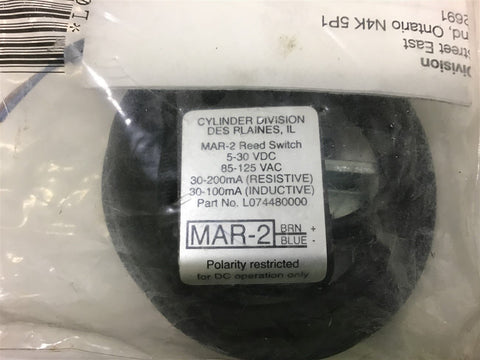 Division
Street East
nd, Ontario N4K 5P1
2691
CYLINDER DIVISION
DES PLAINES, IL
MAR-2 Reed Switch
5-30 VDC
85-125 VAC
30-200mA (RESISTIVE)
30-100mA (INDUCTIVE)
Part No. L074480000
MAR-2 BRN +
BLUE -
Polarity restricted
for DC operation only